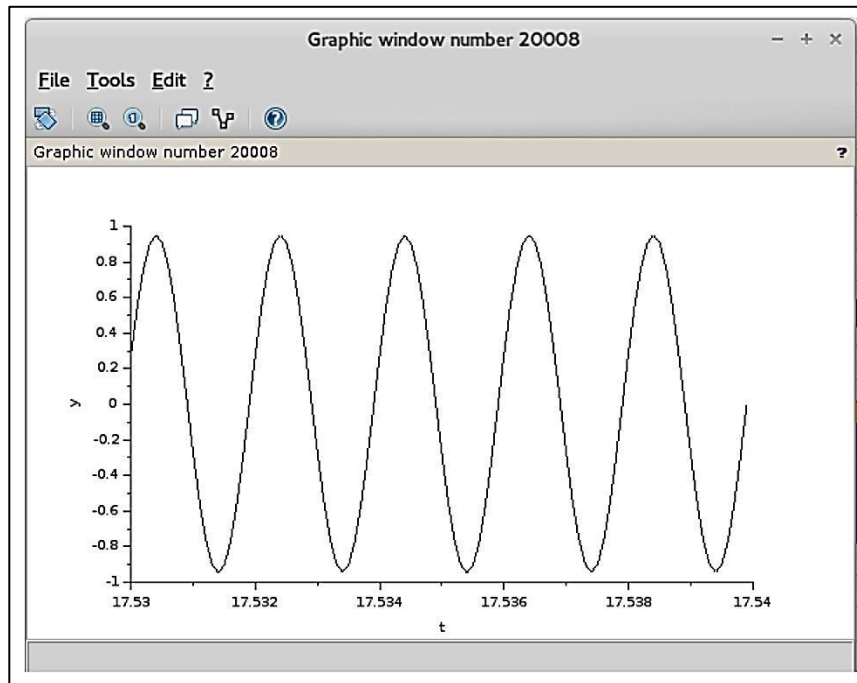 Graphic window number 20008
File Tools Edit ?
Graphic window number 20008 ?
1
0.8
0.6
0.4
0.2
0
-0.2
-0.4
-0.6
-0.8
-1
y
17.53 17.532 17.534 17.536 17.538 17.54
t